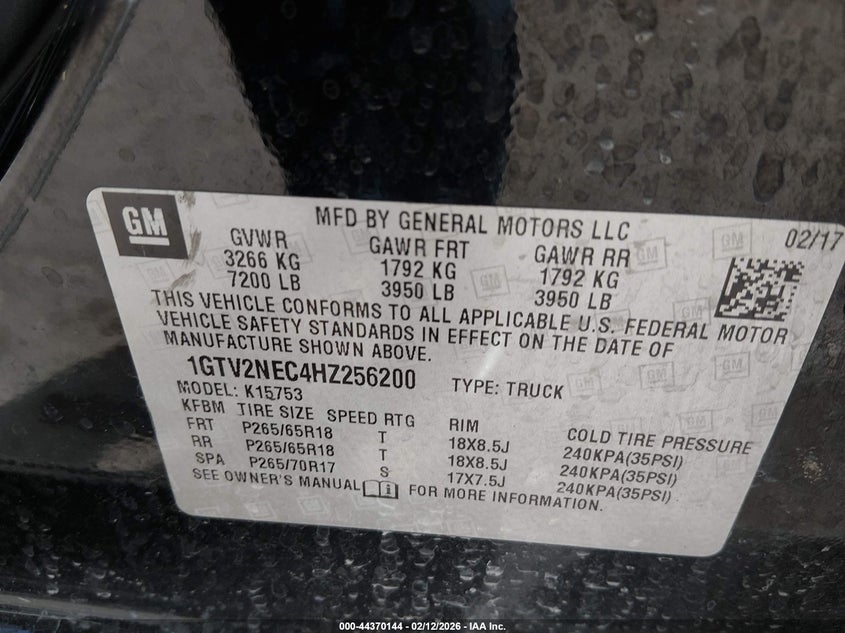 GM
MFD BY GENERAL MOTORS LLC
02/17
GVWR GAWR FRT GAWR RR
3266 KG 1792 KG 1792 KG
7200 LB 3950 LB 3950 LB
THIS VEHICLE CONFORMS TO ALL APPLICABLE U.S. FEDERAL MOTOR
VEHICLE SAFETY STANDARDS IN EFFECT ON THE DATE OF
MANUFACTURE SHOWN ABOVE.
1GTV2NEC4HZ256200 TYPE: TRUCK
MODEL: K15753
KFBM TIRE SIZE SPEED RTG RIM COLD TIRE PRESSURE
FRT P265/65R18 T 18X8.5J 240KPA(35PSI)
RR P265/65R18 T 18X8.5J 240KPA(35PSI)
SPA P265/70R17 S 17X7.5J 240KPA(35PSI)
SEE OWNER'S MANUAL FOR MORE INFORMATION.
000-44370144 - 02/12/2026 - IAA Inc.